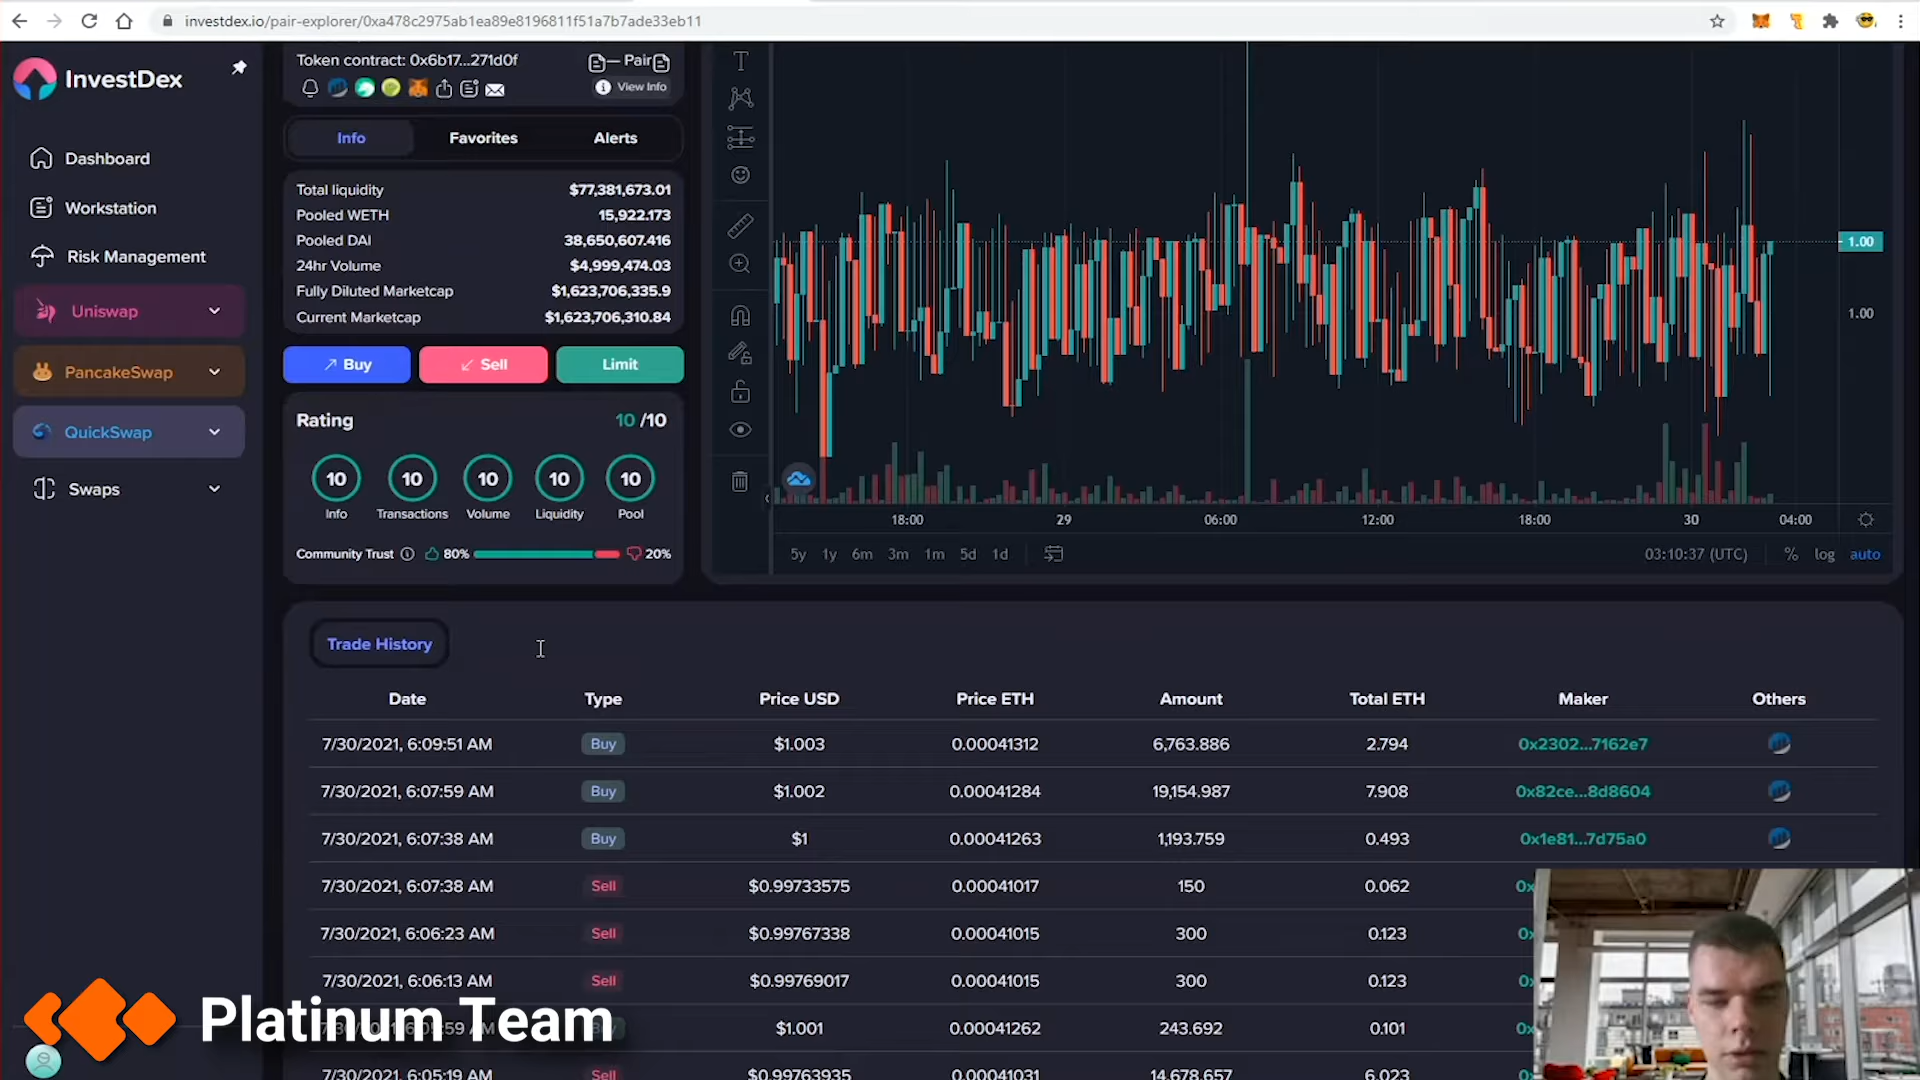 investdex.io/pair-explorer/0xa478c2975ab1ea89e8196811f51a7b7ade33eb11
InvestDex
Dashboard
Workstation
Risk Management
Uniswap
PancakeSwap
QuickSwap
Swaps
Token contract: 0x6b17...271d0f
Pair
View Info
Info Favorites Alerts
Total liquidity $77,381,673.01
Pooled WETH 15,922.173
Pooled DAI 38,650,607.416
24hr Volume $4,999,474.03
Fully Diluted Marketcap $1,623,706,335.9
Current Marketcap $1,623,706,310.84
Buy Sell Limit
Rating 10 /10
10 10 10 10 10
Info Transactions Volume Liquidity Pool
Community Trust 80% 20%
1.00
1.00
18:00 29 06:00 12:00 18:00 30 04:00
5y 1y 6m 3m 1m 5d 1d 03:10:37 (UTC) % log auto
Trade History
Date Type Price USD Price ETH Amount Total ETH Maker Others
7/30/2021, 6:09:51 AM Buy $1.003 0.00041312 6,763.886 2.794 0x2302...7162e7
7/30/2021, 6:07:59 AM Buy $1.002 0.00041284 19,154.987 7.908 0x82ce...8d8604
7/30/2021, 6:07:38 AM Buy $1 0.00041263 1,193.759 0.493 0x1e81...7d75a0
7/30/2021, 6:07:38 AM Sell $0.99733575 0.00041017 150 0.062 0x
7/30/2021, 6:06:23 AM Sell $0.99767338 0.00041015 300 0.123 0x
7/30/2021, 6:06:13 AM Sell $0.99769017 0.00041015 300 0.123 0x
AM $1.001 0.00041262 243.692 0.101 0x
7/30/2021, 6:05:19 AM Sell $0.99763935 0.00041031 14,678.657 6.023 0x
Platinum Team